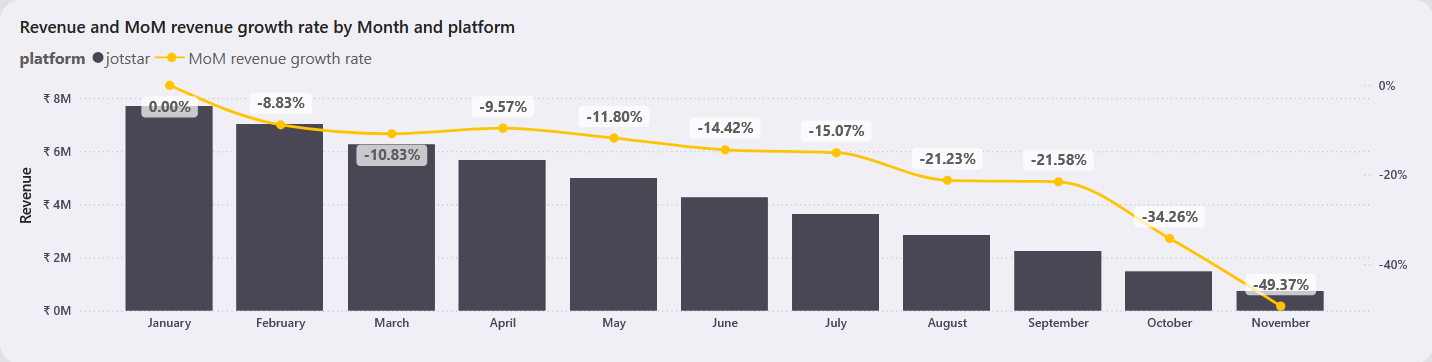 Revenue and MoM revenue growth rate by Month and platform
platform jotstar MoM revenue growth rate
₹ 8M
₹ 6M
₹ 4M
₹ 2M
₹ 0M
Revenue
0.00%
-8.83%
-10.83%
-9.57%
-11.80%
-14.42%
-15.07%
-21.23%
-21.58%
-34.26%
-49.37%
0%
-20%
-40%
January February March April May June July August September October November